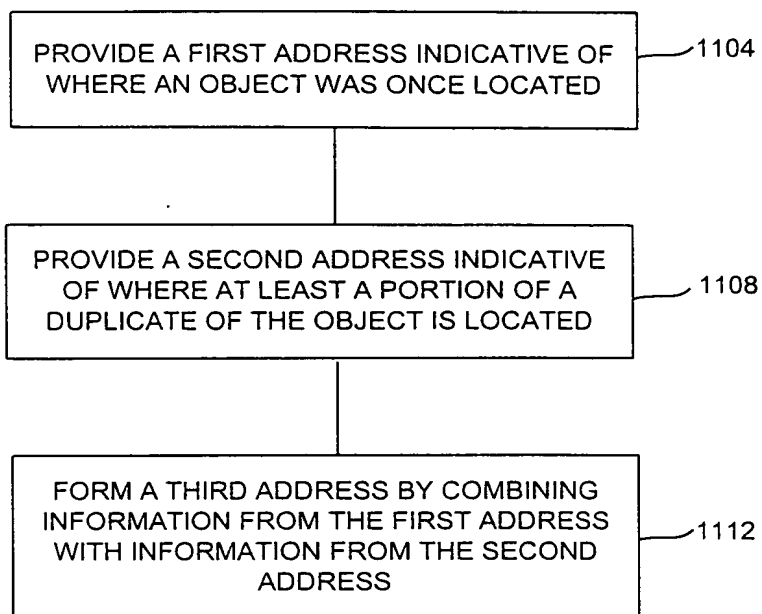 PROVIDE A FIRST ADDRESS INDICATIVE OF
WHERE AN OBJECT WAS ONCE LOCATED
1104
PROVIDE A SECOND ADDRESS INDICATIVE
OF WHERE AT LEAST A PORTION OF A
DUPLICATE OF THE OBJECT IS LOCATED
1108
FORM A THIRD ADDRESS BY COMBINING
INFORMATION FROM THE FIRST ADDRESS
WITH INFORMATION FROM THE SECOND
ADDRESS
1112